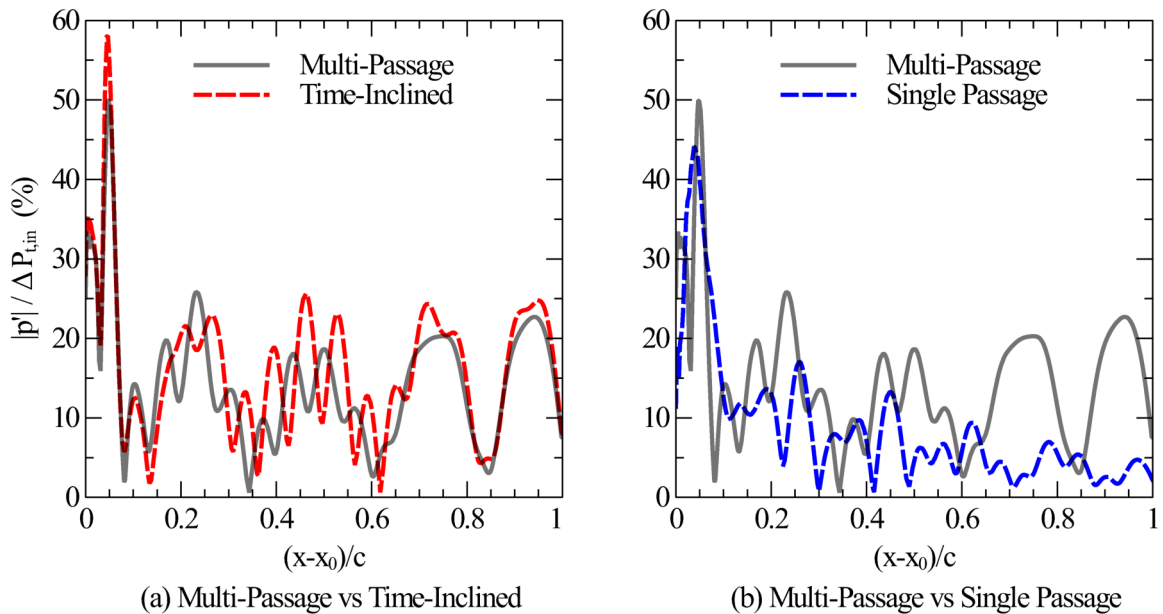 60
50
40
30
20
10
0
|p'| / Δ P_t,in (%)
Multi-Passage
Time-Inclined
0 0.2 0.4 0.6 0.8 1
(x-x₀)/c
(a) Multi-Passage vs Time-Inclined
60
50
40
30
20
10
0
Multi-Passage
Single Passage
0 0.2 0.4 0.6 0.8 1
(x-x₀)/c
(b) Multi-Passage vs Single Passage